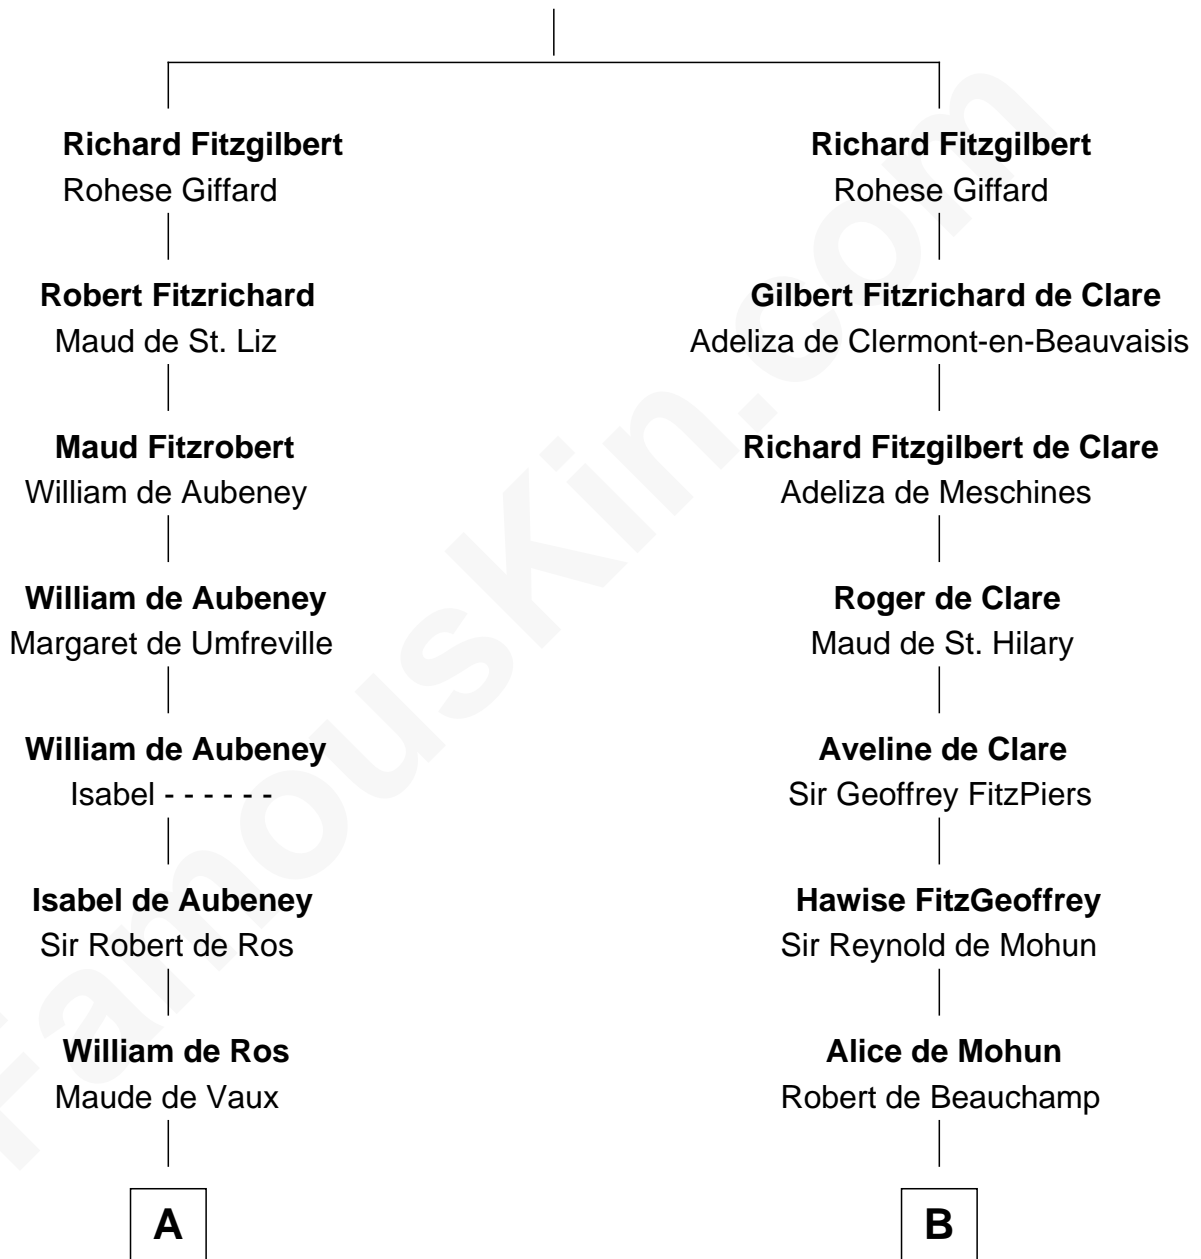 Richard Fitzgilbert
Rohese Giffard
Robert Fitzrichard
Maud de St. Liz
Maud Fitzrobert
William de Aubeney
William de Aubeney
Margaret de Umfreville
William de Aubeney
Isabel - - - - - -
Isabel de Aubeney
Sir Robert de Ros
William de Ros
Maude de Vaux
A
Richard Fitzgilbert
Rohese Giffard
Gilbert Fitzrichard de Clare
Adeliza de Clermont-en-Beauvaisis
Richard Fitzgilbert de Clare
Adeliza de Meschines
Roger de Clare
Maud de St. Hilary
Aveline de Clare
Sir Geoffrey FitzPiers
Hawise FitzGeoffrey
Sir Reynold de Mohun
Alice de Mohun
Robert de Beauchamp
B
FamousKin.com